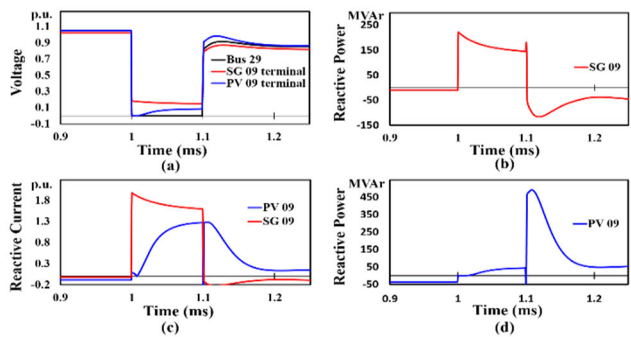 p.u.
1.1
0.9
0.7
0.5
0.3
0.1
-0.1
Voltage
Bus 29
SG 09 terminal
PV 09 terminal
0.9
1
1.1
1.2
Time (ms)
(a)
MVAr
250
150
50
-50
-150
Reactive Power
SG 09
0.9
1
1.1
1.2
Time (ms)
(b)
p.u.
1.8
1.3
0.8
0.3
-0.2
Reactive Current
PV 09
SG 09
0.9
1
1.1
1.2
Time (ms)
(c)
MVAr
450
350
250
150
50
-50
Reactive Power
PV 09
0.9
1
1.1
1.2
Time (ms)
(d)